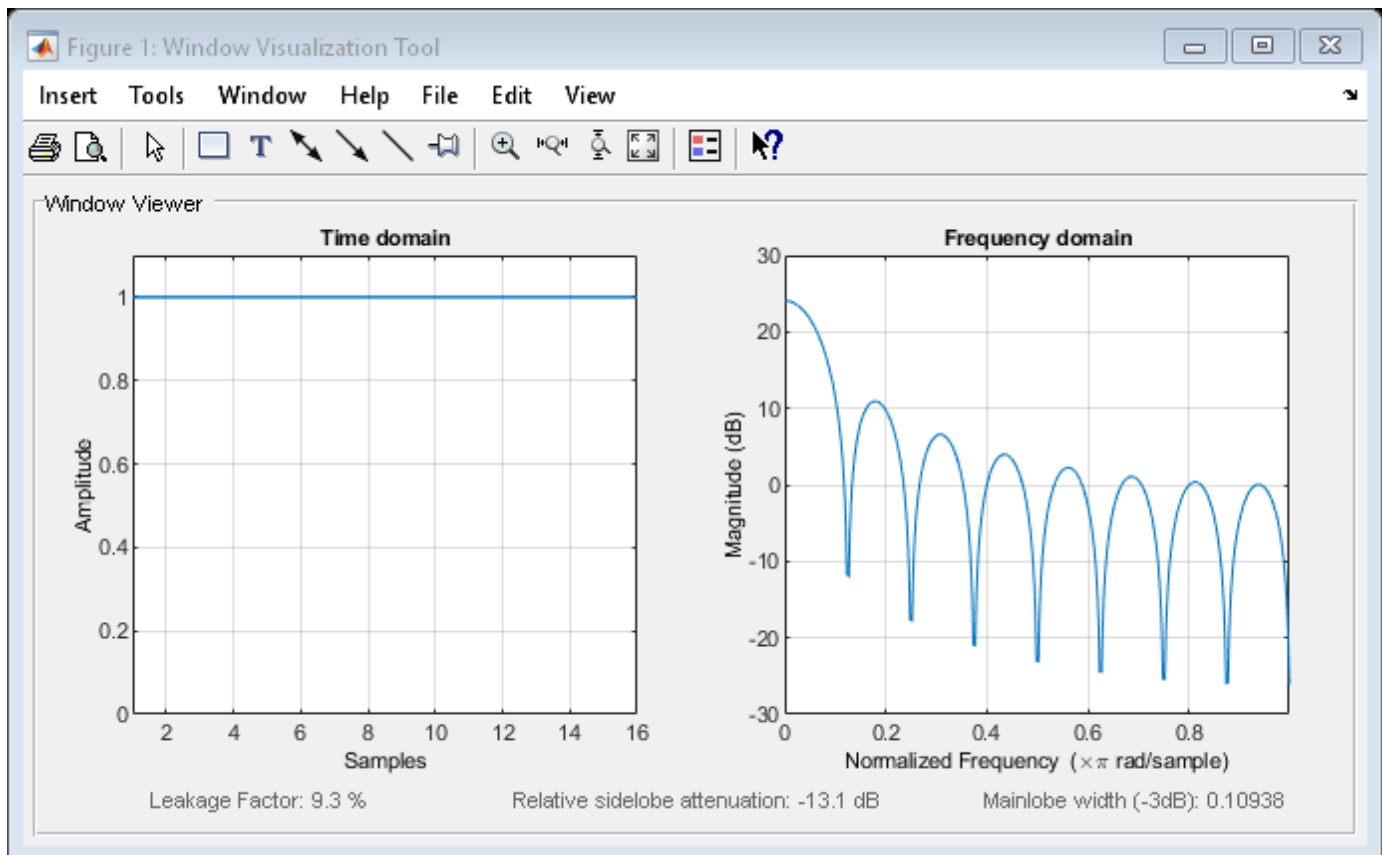 Figure 1: Window Visualization Tool
Insert Tools Window Help File Edit View
T
?
Window Viewer
Time domain
1
0.8
0.6
0.4
0.2
0
Amplitude
2 4 6 8 10 12 14 16
Samples
Frequency domain
30
20
10
0
-10
-20
-30
Magnitude (dB)
0 0.2 0.4 0.6 0.8
Normalized Frequency (×π rad/sample)
Leakage Factor: 9.3 %
Relative sidelobe attenuation: -13.1 dB
Mainlobe width (-3dB): 0.10938